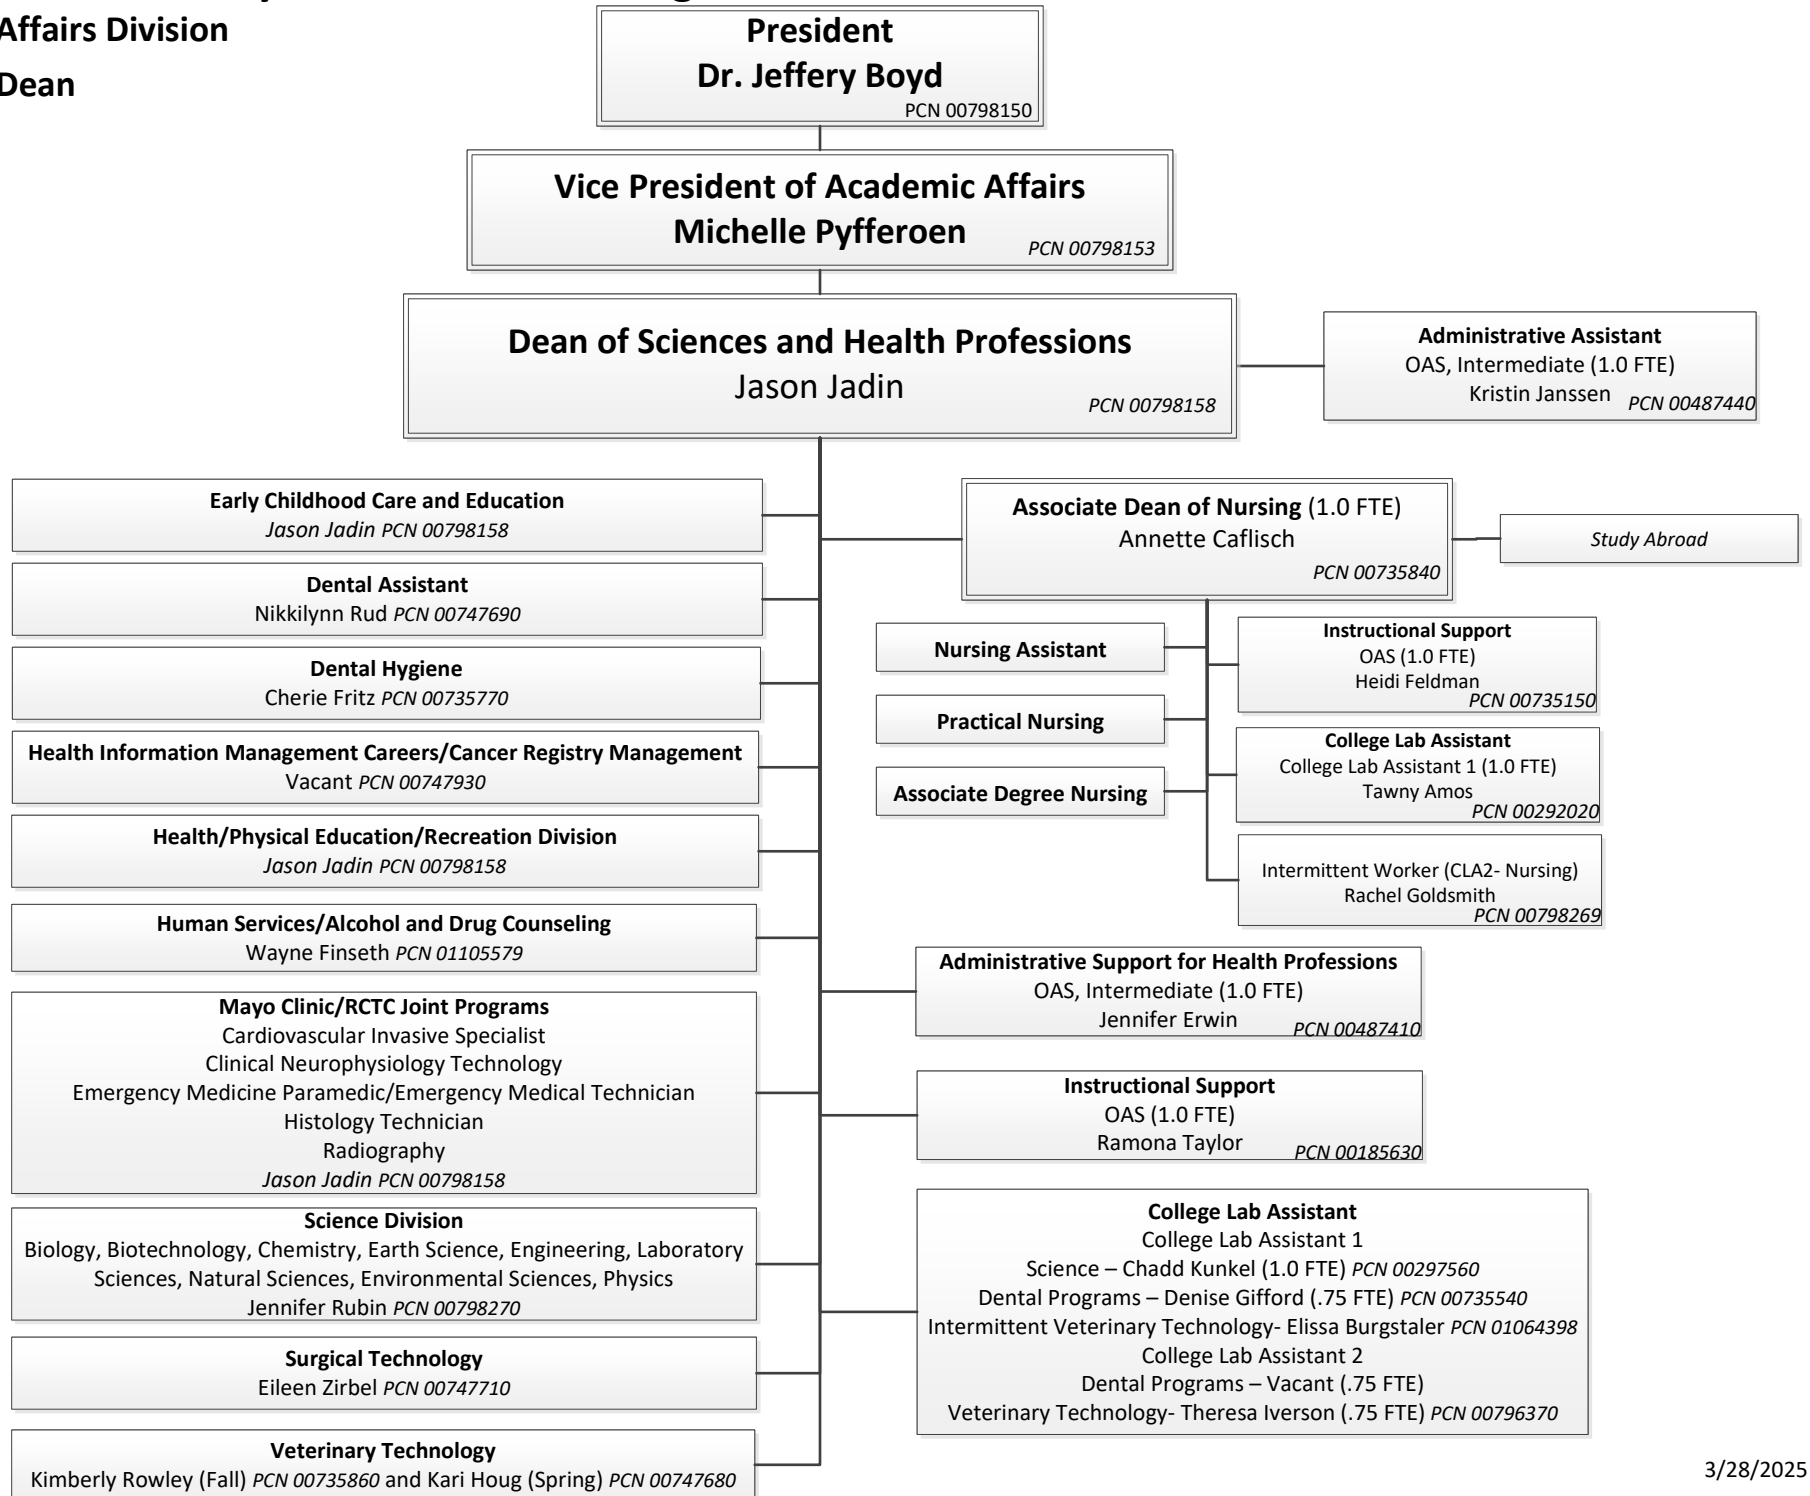 Affairs Division
Dean
President
Dr. Jeffery Boyd
PCN 00798150
Vice President of Academic Affairs
Michelle Pyfferoen
PCN 00798153
Dean of Sciences and Health Professions
Jason Jadin
PCN 00798158
Administrative Assistant
OAS, Intermediate (1.0 FTE)
Kristin Janssen PCN 00487440
Early Childhood Care and Education
Jason Jadin PCN 00798158
Dental Assistant
Nikkilynn Rud PCN 00747690
Dental Hygiene
Cherie Fritz PCN 00735770
Health Information Management Careers/Cancer Registry Management
Vacant PCN 00747930
Health/Physical Education/Recreation Division
Jason Jadin PCN 00798158
Human Services/Alcohol and Drug Counseling
Wayne Finseth PCN 01105579
Mayo Clinic/RCTC Joint Programs
Cardiovascular Invasive Specialist
Clinical Neurophysiology Technology
Emergency Medicine Paramedic/Emergency Medical Technician
Histology Technician
Radiography
Jason Jadin PCN 00798158
Science Division
Biology, Biotechnology, Chemistry, Earth Science, Engineering, Laboratory
Sciences, Natural Sciences, Environmental Sciences, Physics
Jennifer Rubin PCN 00798270
Surgical Technology
Eileen Zirbel PCN 00747710
Veterinary Technology
Kimberly Rowley (Fall) PCN 00735860 and Kari Houg (Spring) PCN 00747680
Associate Dean of Nursing (1.0 FTE)
Annette Caflisch
PCN 00735840
Study Abroad
Nursing Assistant
Practical Nursing
Associate Degree Nursing
Instructional Support
OAS (1.0 FTE)
Heidi Feldman
PCN 00735150
College Lab Assistant
College Lab Assistant 1 (1.0 FTE)
Tawny Amos
PCN 00292020
Intermittent Worker (CLA2- Nursing)
Rachel Goldsmith
PCN 00798269
Administrative Support for Health Professions
OAS, Intermediate (1.0 FTE)
Jennifer Erwin
PCN 00487410
Instructional Support
OAS (1.0 FTE)
Ramona Taylor
PCN 00185630
College Lab Assistant
College Lab Assistant 1
Science – Chadd Kunkel (1.0 FTE) PCN 00297560
Dental Programs – Denise Gifford (.75 FTE) PCN 00735540
Intermittent Veterinary Technology- Elissa Burgstaler PCN 01064398
College Lab Assistant 2
Dental Programs – Vacant (.75 FTE)
Veterinary Technology- Theresa Iverson (.75 FTE) PCN 00796370
3/28/2025